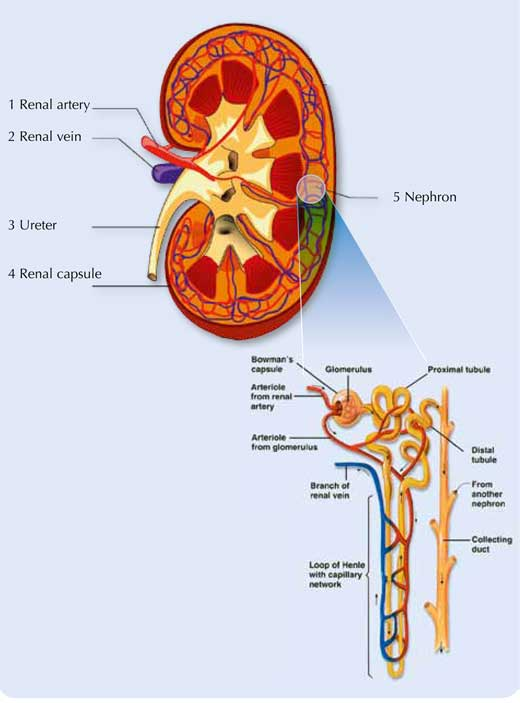 1 Renal artery
2 Renal vein
3 Ureter
4 Renal capsule
5 Nephron
Bowman's
capsule
Glomerulus
Proximal tubule
Arteriole
from renal
artery
Arteriole
from glomerulus
Distal
tubule
Branch of
renal vein
From
another
nephron
Collecting
duct
Loop of Henle
with capillary
network